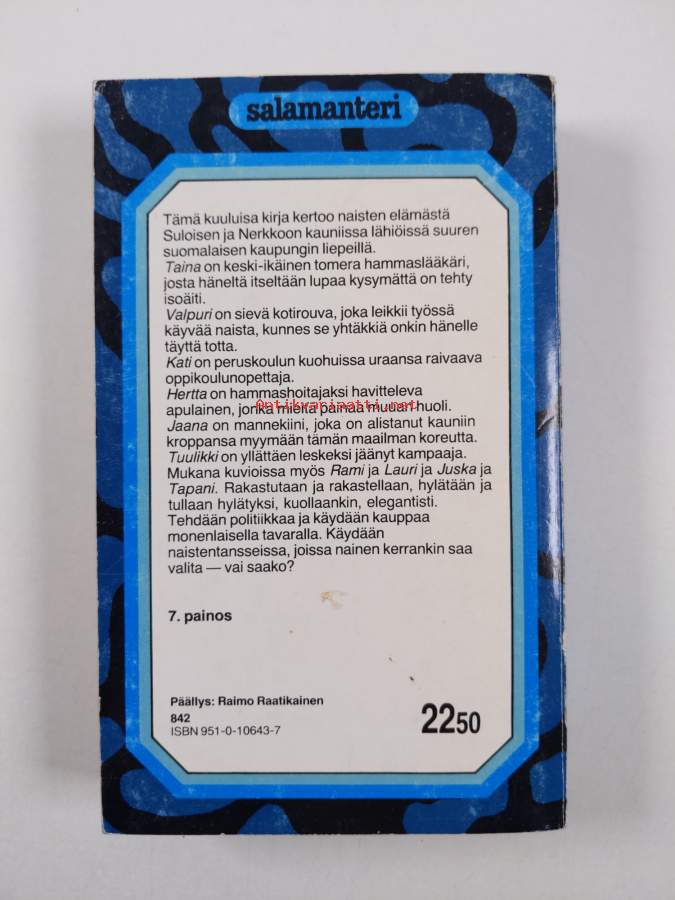 salamanteri
Tämä kuuluisa kirja kertoo naisten elämästä
Suloisen ja Nerkkoon kauniissa lähiöissä suuren
suomalaisen kaupungin liepeillä.
Taina on keski-ikäinen tomera hammaslääkäri,
josta häneltä itseltään lupaa kysymättä on tehty
isoäiti.
Valpuri on sievä kotirouva, joka leikkii työssä
käyvää naista, kunnes se yhtäkkiä onkin hänelle
täyttä totta.
Kati on peruskoulun kuohuissa uraansa raivaava
oppikoulunopettaja.
Hertta on hammashoitajaksi havitteleva
apulainen, jonka mieltä painaa muuan huoli.
Antikvariaatti.net
Jaana on mannekiini, joka on alistanut kauniin
kroppansa myymään tämän maailman koreutta.
Tuulikki on yllättäen leskeksi jäänyt kampaaja.
Mukana kuvioissa myös Rami ja Lauri ja Juska ja
Tapani. Rakastutaan ja rakastellaan, hylätään ja
tullaan hylätyksi, kuollaankin, elegantisti.
Tehdään politiikkaa ja käydään kauppaa
monenlaisella tavaralla. Käydään
naistentansseissa, joissa nainen kerrankin saa
valita — vai saako?
7. painos
Päällys: Raimo Raatikainen
842
ISBN 951-0-10643-7
2250